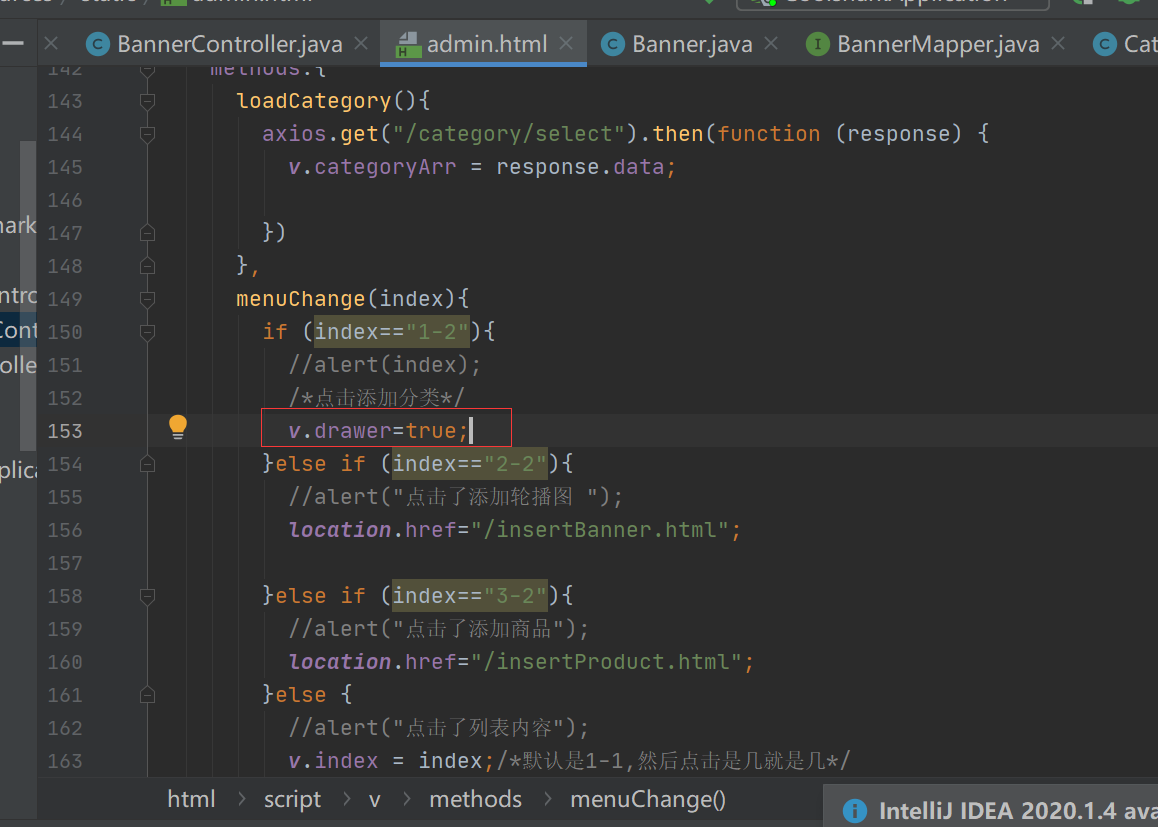 admin.html
BannerController.java
admin.html
Banner.java
BannerMapper.java
Cat
142 methods:{
143 loadCategory(){
144 axios.get("/category/select").then(function (response) {
145 v.categoryArr = response.data;
146
147 })
148 },
149 menuChange(index){
150 if (index=="1-2"){
151 //alert(index);
152 /*点击添加分类*/
153 v.drawer=true;
154 }else if (index=="2-2"){
155 //alert("点击了添加轮播图 ");
156 location.href="/insertBanner.html";
157
158 }else if (index=="3-2"){
159 //alert("点击了添加商品");
160 location.href="/insertProduct.html";
161 }else {
162 //alert("点击了列表内容");
163 v.index = index;/*默认是1-1,然后点击是几就是几*/
html > script > v > methods > menuChange()
IntelliJ IDEA 2020.1.4 ava